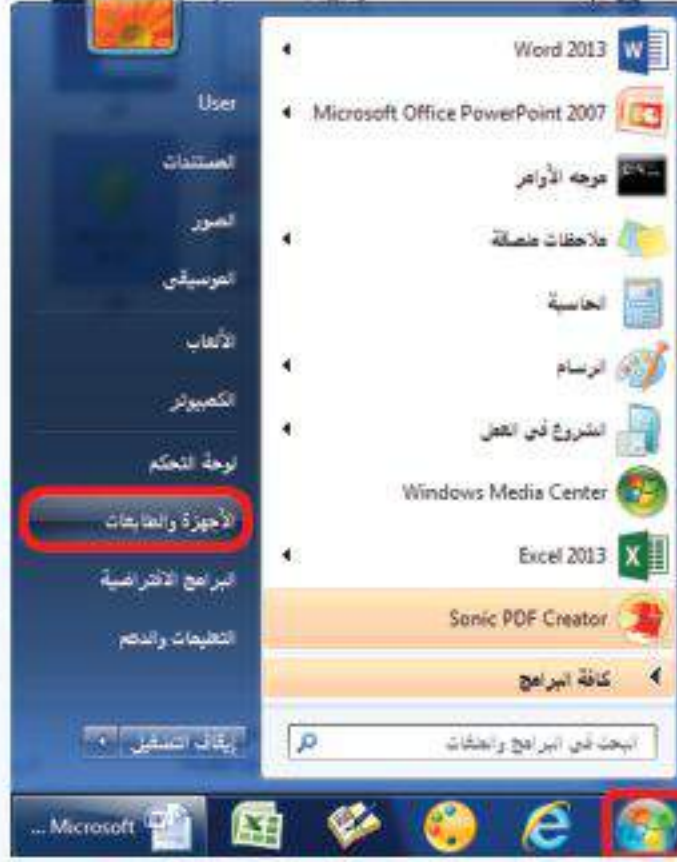 Word 2013
Microsoft Office PowerPoint 2007
موجه الأوامر
ملاحظات ملصقة
الحاسبة
الرسام
الشروع في العمل
Windows Media Center
Excel 2013
Sonic PDF Creator
كافة البرامج
البحث في البرامج والملفات
User
المستندات
الصور
الموسيقى
الألعاب
الكمبيوتر
لوحة التحكم
الأجهزة والطابعات
البرامج الافتراضية
التعليمات والدعم
إيقاف التشغيل
... Microsoft